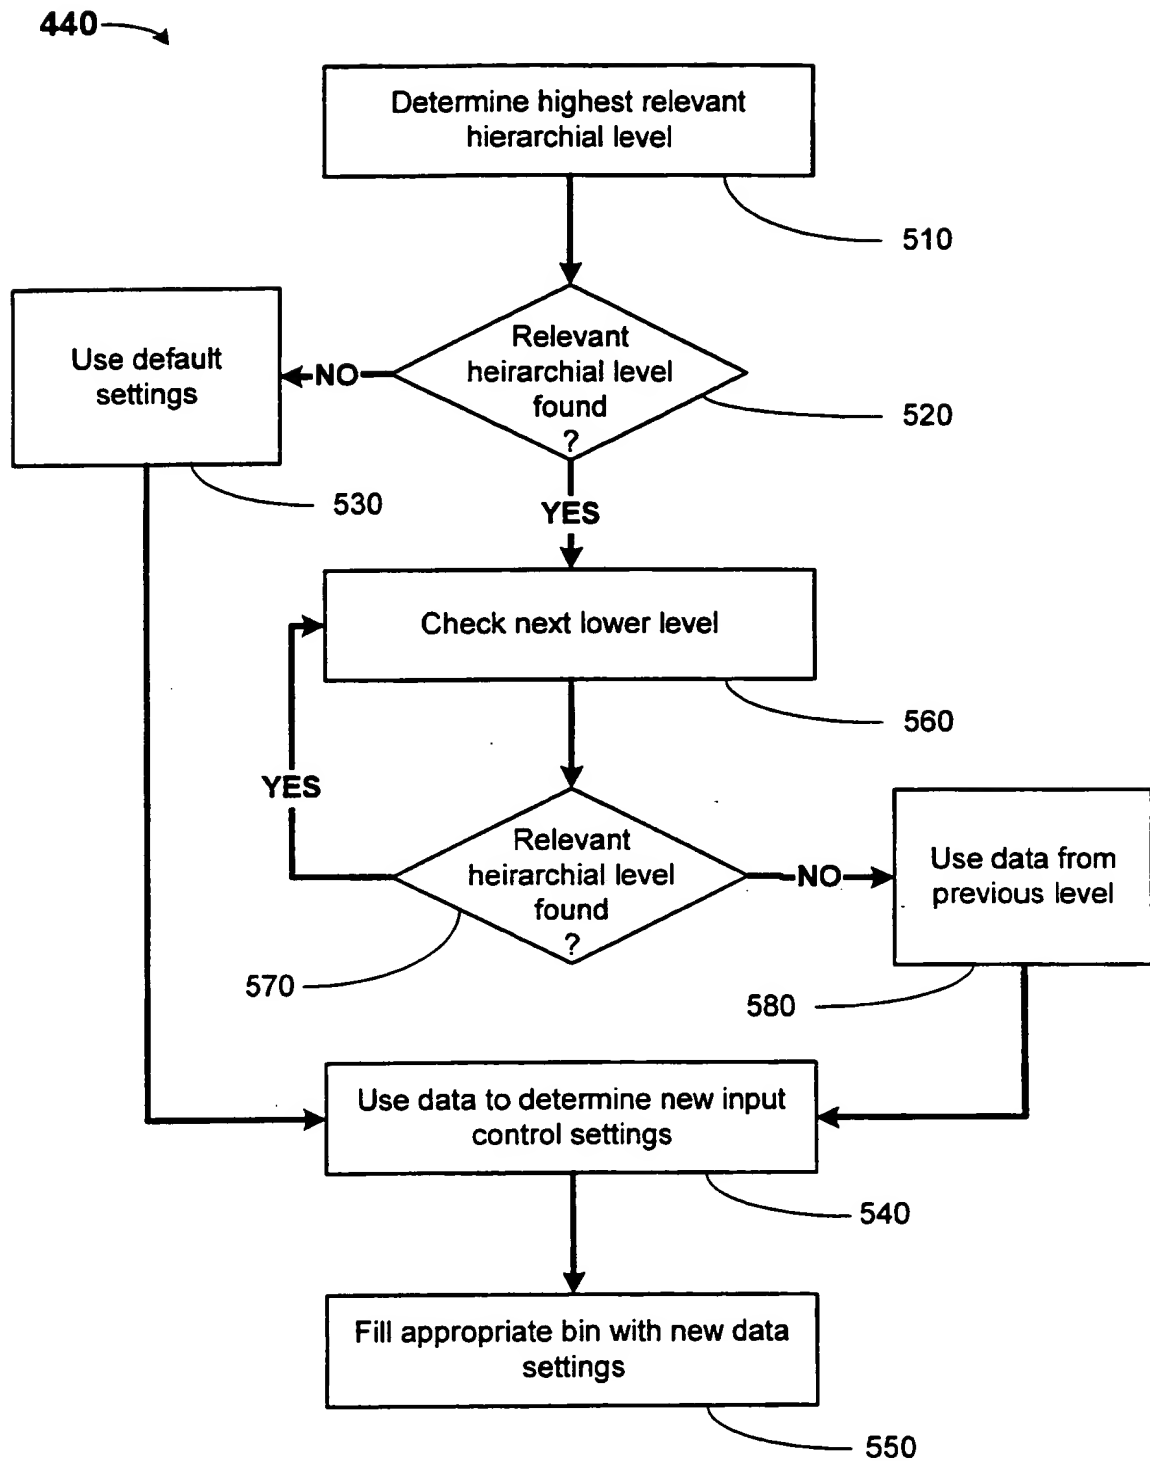 440
Determine highest relevant
hierarchial level
510
Relevant
heirarchial level
found
?
520
NO
Use default
settings
530
YES
Check next lower level
560
YES
Relevant
heirarchial level
found
?
570
NO
Use data from
previous level
580
Use data to determine new input
control settings
540
Fill appropriate bin with new data
settings
550